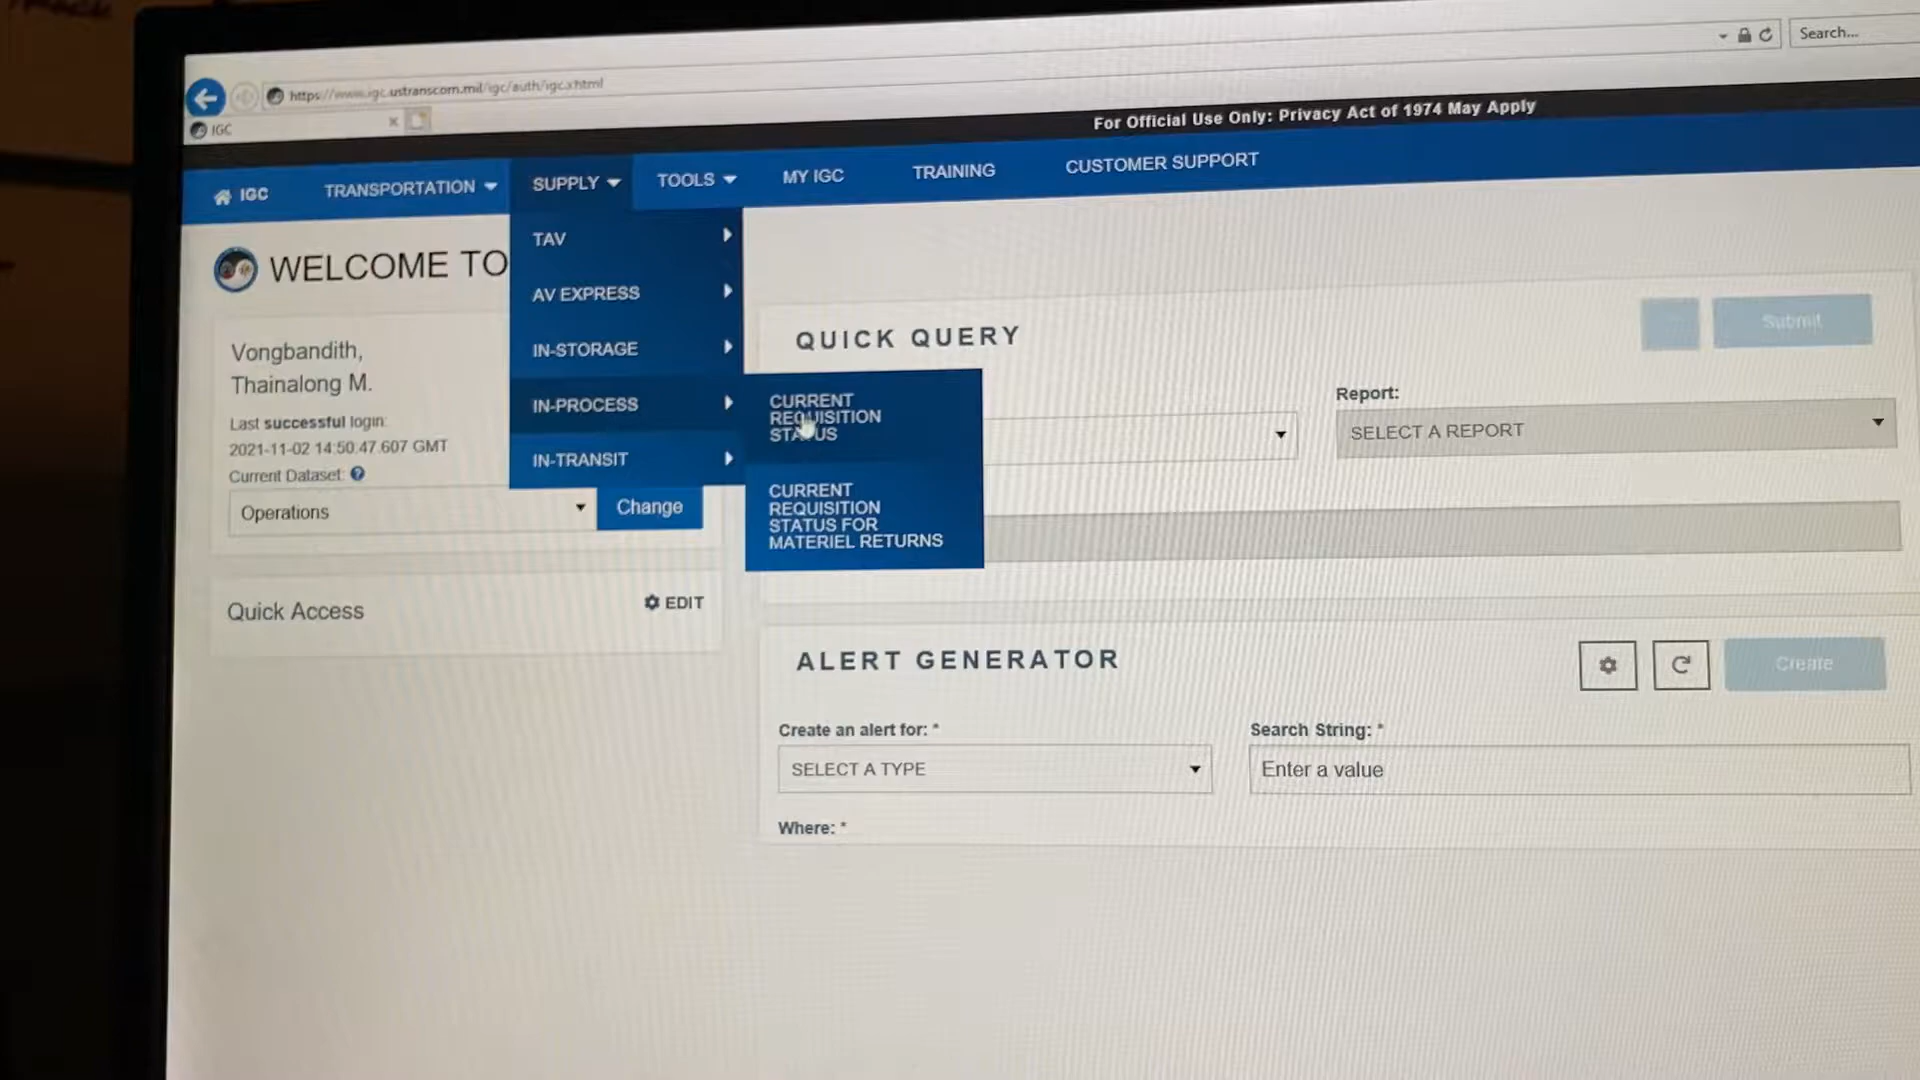 https://www.igc.ustranscom.mil/igc/auth/igc.xhtml
Search...
IGC
For Official Use Only: Privacy Act of 1974 May Apply
IGC
TRANSPORTATION
SUPPLY
TOOLS
MY IGC
TRAINING
CUSTOMER SUPPORT
WELCOME TO
TAV
AV EXPRESS
IN-STORAGE
IN-PROCESS
IN-TRANSIT
CURRENT
REQUISITION
STATUS
CURRENT
REQUISITION
STATUS FOR
MATERIEL RETURNS
Vongbandith,
Thainalong M.
Last successful login:
2021-11-02 14:50:47.607 GMT
Current Dataset:
Operations
Change
Quick Access
EDIT
QUICK QUERY
Submit
Report:
SELECT A REPORT
ALERT GENERATOR
Create
Create an alert for: *
SELECT A TYPE
Search String: *
Enter a value
Where: *